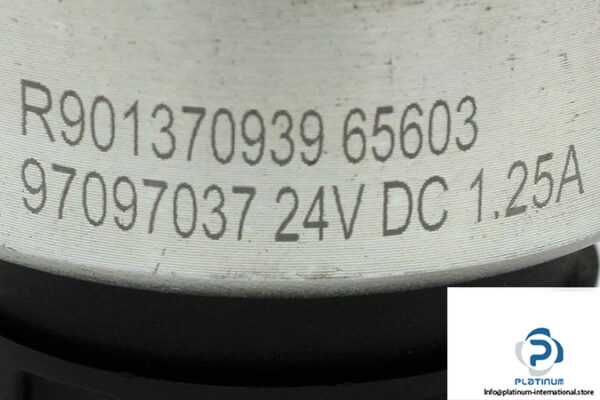 R901370939 65603
97097037 24V DC 1.25A
PLATINUM
Info@platinum-international.store